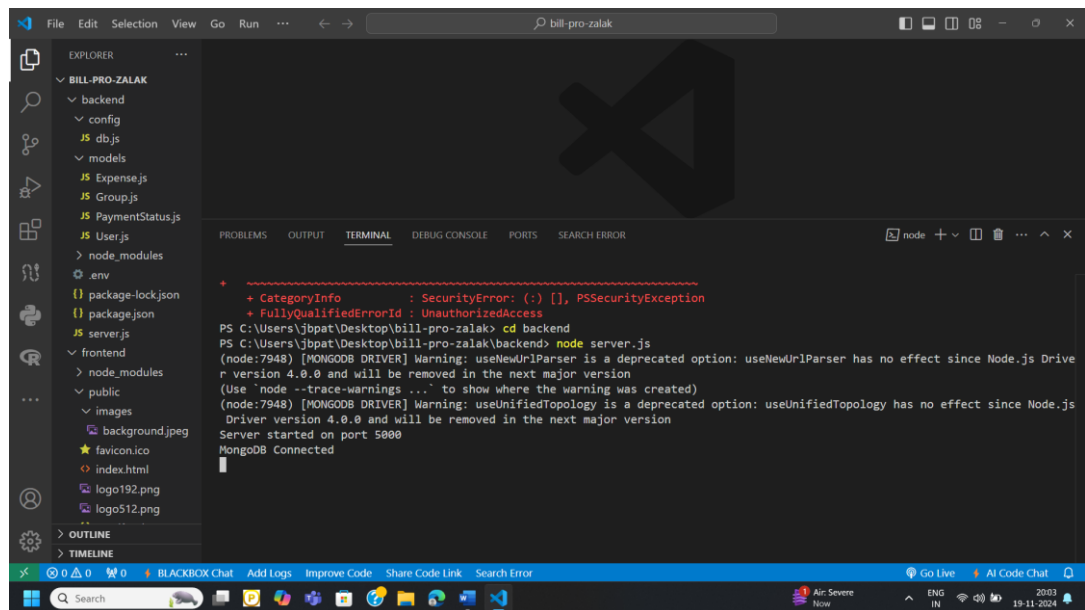 File Edit Selection View Go Run ··· bill-pro-zalak
EXPLORER ···
BILL-PRO-ZALAK
backend
config
JS db.js
models
JS Expense.js
JS Group.js
JS PaymentStatus.js
JS User.js
node_modules
.env
{} package-lock.json
{} package.json
JS server.js
frontend
node_modules
public
images
background.jpeg
favicon.ico
<> index.html
logo192.png
logo512.png
OUTLINE
TIMELINE
PROBLEMS OUTPUT TERMINAL DEBUG CONSOLE PORTS SEARCH ERROR node
+ ~~~~~~~~~~~~~~~~~~~~~~~~~~~~~~~~~~~~~~~~~~~~~~~~~~~~~~~~~~~~~~~~~~~
+ CategoryInfo : SecurityError: (:) [], PSSecurityException
+ FullyQualifiedErrorId : UnauthorizedAccess
PS C:\Users\jbpat\Desktop\bill-pro-zalak> cd backend
PS C:\Users\jbpat\Desktop\bill-pro-zalak\backend> node server.js
(node:7948) [MONGODB DRIVER] Warning: useNewUrlParser is a deprecated option: useNewUrlParser has no effect since Node.js Drive
r version 4.0.0 and will be removed in the next major version
(Use `node --trace-warnings ...` to show where the warning was created)
(node:7948) [MONGODB DRIVER] Warning: useUnifiedTopology is a deprecated option: useUnifiedTopology has no effect since Node.js
Driver version 4.0.0 and will be removed in the next major version
Server started on port 5000
MongoDB Connected
0 0 0 BLACKBOX Chat Add Logs Improve Code Share Code Link Search Error Go Live AI Code Chat
Search
1 Air: Severe
Now
ENG
IN
20:03
19-11-2024